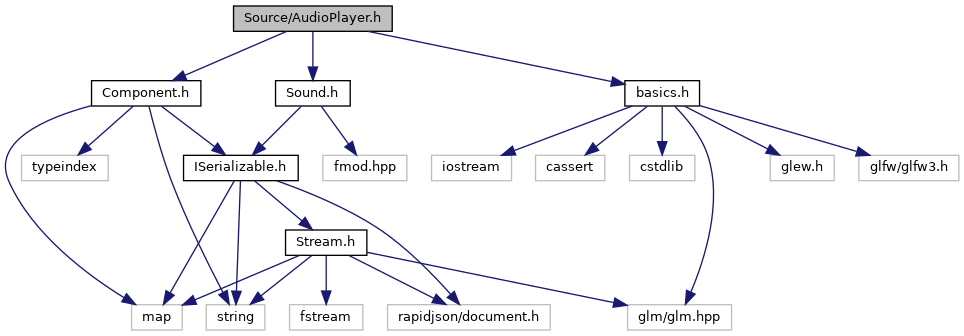 Source/AudioPlayer.h
Component.h
Sound.h
basics.h
typeindex
ISerializable.h
fmod.hpp
iostream
cassert
cstdlib
glew.h
glfw/glfw3.h
Stream.h
map
string
fstream
rapidjson/document.h
glm/glm.hpp